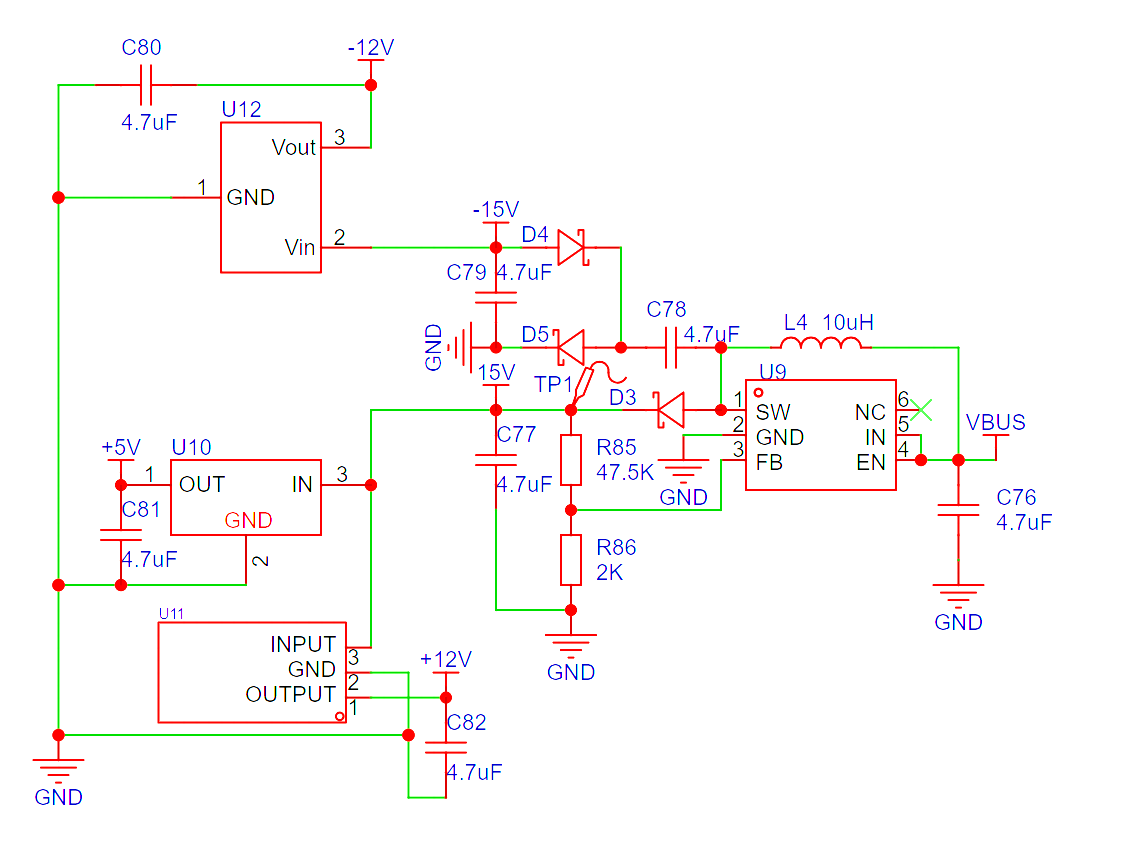 C80
-12V
4.7uF
U12
Vout
3
1
GND
Vin
2
-15V
D4
C79
4.7uF
GND
D5
C78
4.7uF
L4
10uH
15V
TP1
D3
U9
1
SW
NC
6
2
GND
IN
5
3
FB
EN
4
VBUS
GND
C77
4.7uF
R85
47.5K
C76
4.7uF
GND
R86
2K
GND
+5V
U10
1
OUT
IN
3
C81
GND
4.7uF
2
U11
INPUT
3
GND
2
OUTPUT
1
+12V
C82
4.7uF
GND